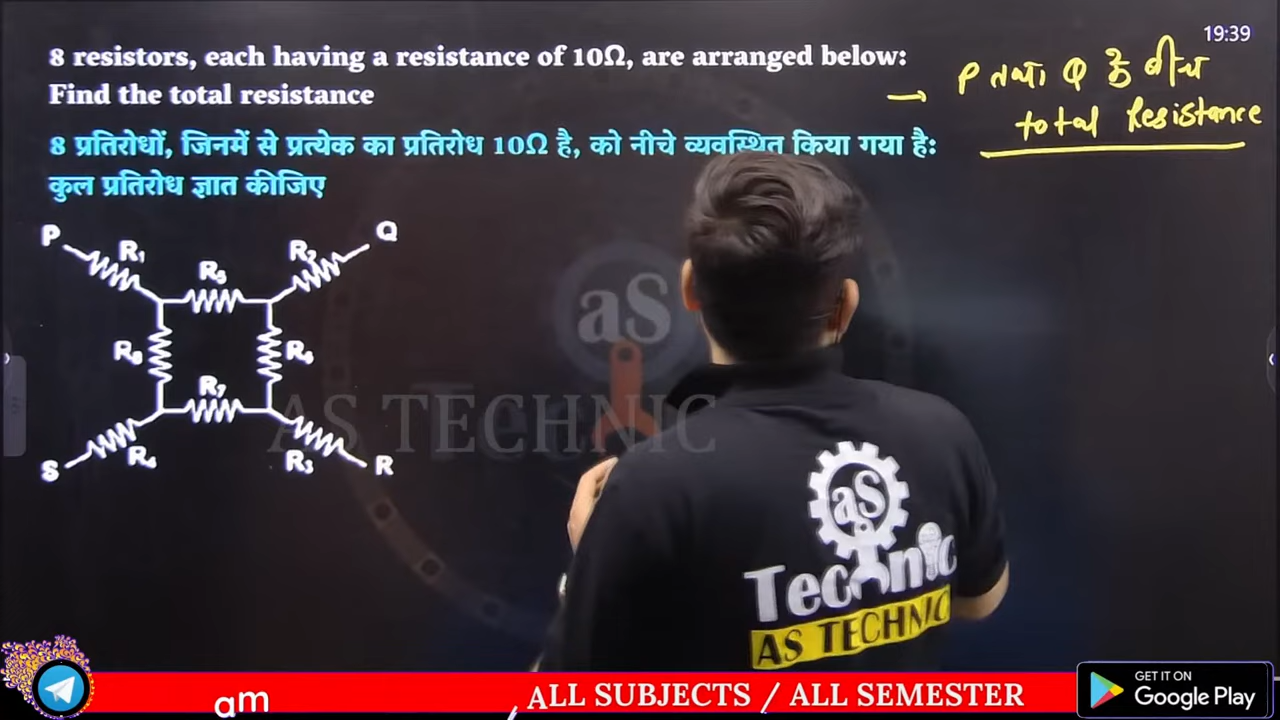 19:39
8 resistors, each having a resistance of 10Ω, are arranged below:
Find the total resistance
→ P तथा Q के बीच
total Resistance
8 प्रतिरोधों, जिनमें से प्रत्येक का प्रतिरोध 10Ω है, को नीचे व्यवस्थित किया गया है:
कुल प्रतिरोध ज्ञात कीजिए
P R₁ R₅ R₂ Q
R₈ R₆
R₇
S R₄ R₃ R
aS
AS TECHNIC
aS
Technic
AS TECHNIC
am
ALL SUBJECTS / ALL SEMESTER
GET IT ON
Google Play